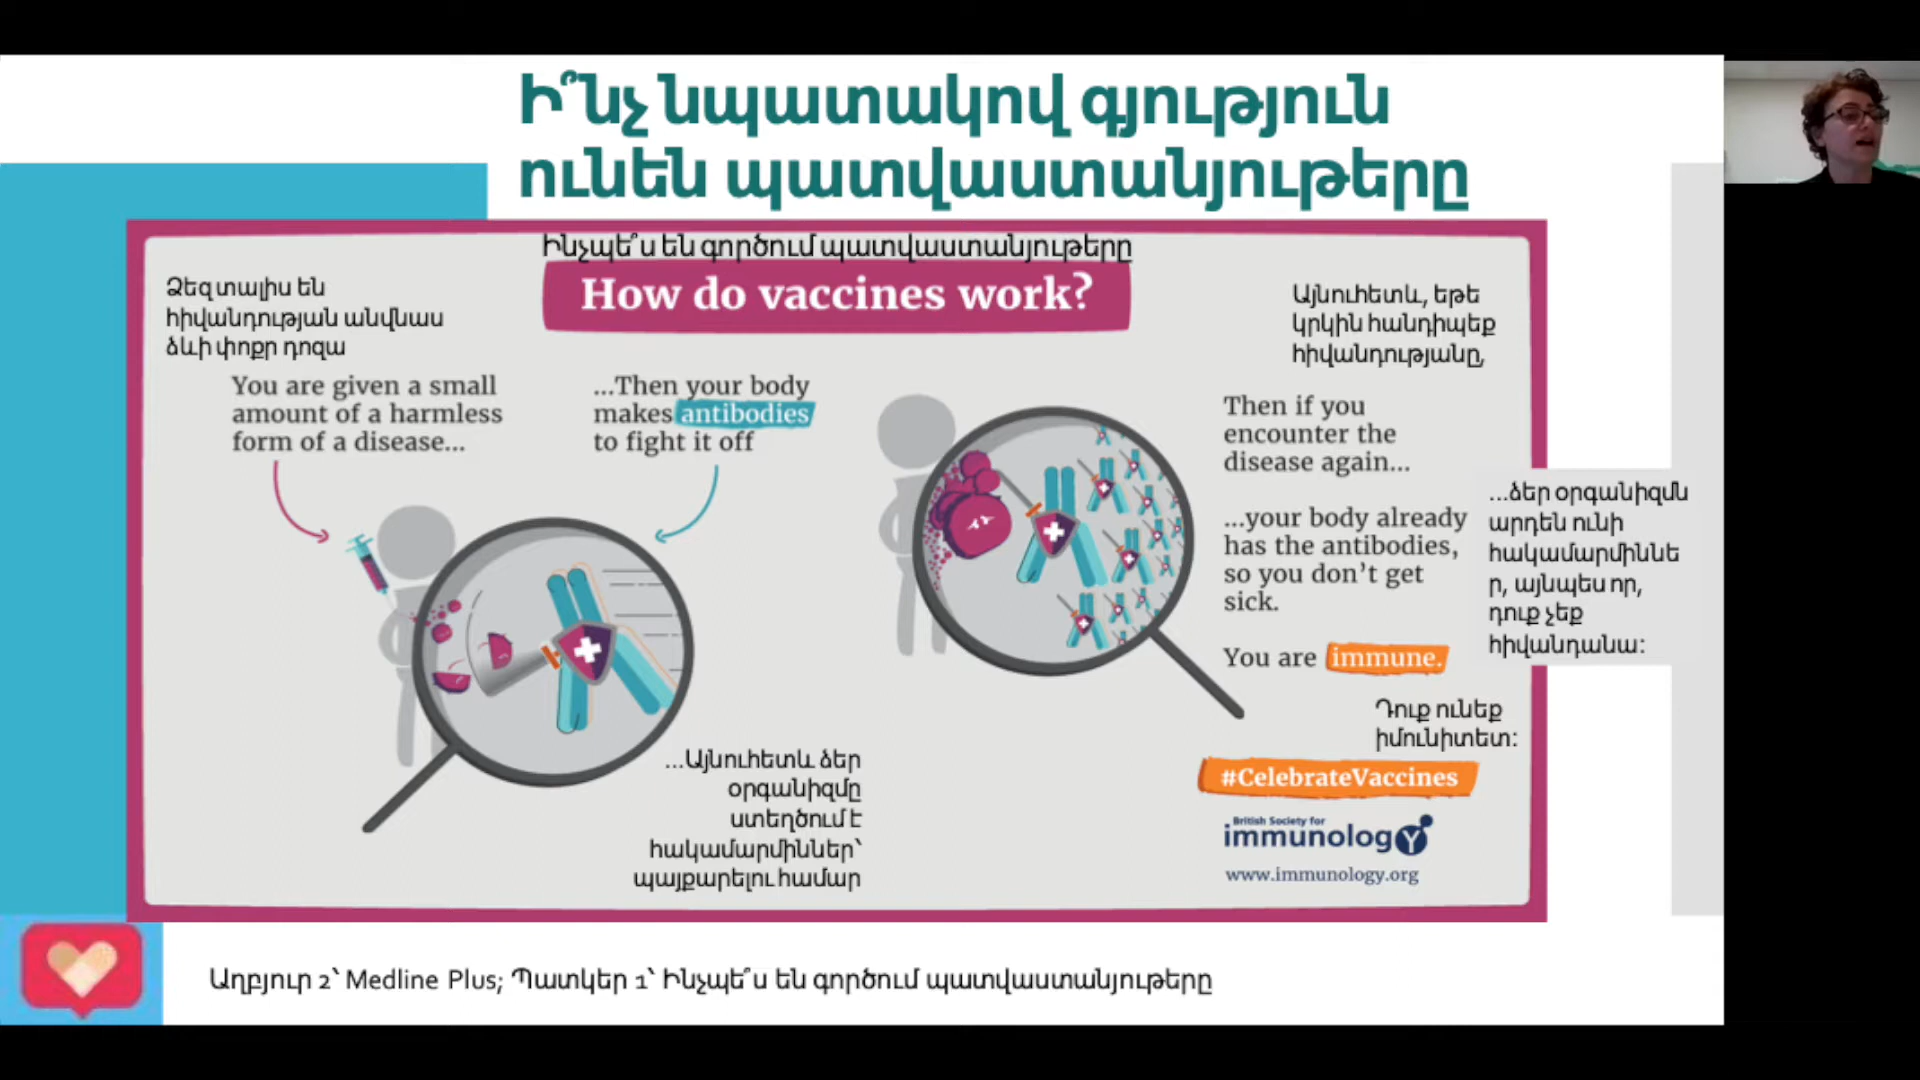 Ի՞նչ նպատակով գյություն
ունեն պատվաստանյութերը
Ինչպե՞ս են գործում պատվաստանյութերը
How do vaccines work?
Ձեզ տալիս են
հիվանդության անվնաս
ձևի փոքր դոզա
You are given a small
amount of a harmless
form of a disease...
...Then your body
makes antibodies
to fight it off
...Այնուհետև ձեր
օրգանիզմը
ստեղծում է
հակամարմիններ՝
պայքարելու համար
Այնուհետև, եթե
կրկին հանդիպեք
հիվանդությանը,
Then if you
encounter the
disease again...
...your body already
has the antibodies,
so you don't get
sick.
You are immune.
...ձեր օրգանիզմն
արդեն ունի
հակամարմիննե
ր, այնպես որ,
դուք չեք
հիվանդանա:
Դուք ունեք
իմունիտետ:
#CelebrateVaccines
British Society for
immunology
www.immunology.org
Աղբյուր 2՝ Medline Plus; Պատկեր 1՝ Ինչպե՞ս են գործում պատվաստանյութերը